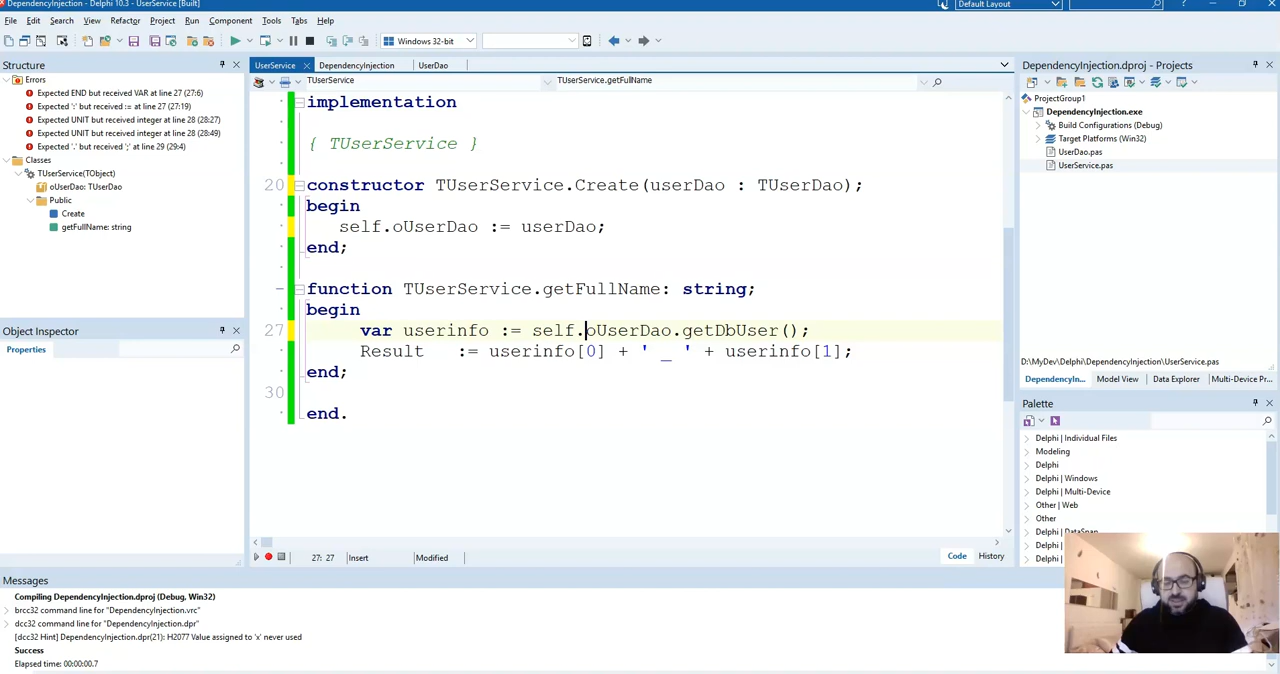 DependencyInjection - Delphi 10.3 - UserService [Built]
Default Layout
File Edit Search View Refactor Project Run Component Tools Tabs Help
Windows 32-bit
Structure
Errors
Expected END but received VAR at line 27 (27:6)
Expected ':' but received := at line 27 (27:19)
Expected UNIT but received integer at line 28 (28:27)
Expected UNIT but received integer at line 28 (28:49)
Expected '.' but received ';' at line 29 (29:4)
Classes
TUserService(TObject)
oUserDao: TUserDao
Public
Create
getFullName: string
Object Inspector
Properties
UserService DependencyInjection UserDao
TUserService TUserService.getFullName
implementation
{ TUserService }
20 constructor TUserService.Create(userDao : TUserDao);
begin
self.oUserDao := userDao;
end;
function TUserService.getFullName: string;
begin
27 var userinfo := self.oUserDao.getDbUser();
Result := userinfo[0] + ' _ ' + userinfo[1];
end;
30
end.
27: 27 Insert Modified
Code History
DependencyInjection.dproj - Projects
ProjectGroup1
DependencyInjection.exe
Build Configurations (Debug)
Target Platforms (Win32)
UserDao.pas
UserService.pas
D:\MyDev\Delphi\DependencyInjection\UserService.pas
DependencyIn... Model View Data Explorer Multi-Device Pr...
Palette
Delphi | Individual Files
Modeling
Delphi
Delphi | Windows
Delphi | Multi-Device
Other | Web
Other
Delphi | DataSnap
Delphi |
Delphi |
Messages
Compiling DependencyInjection.dproj (Debug, Win32)
brcc32 command line for "DependencyInjection.vrc"
dcc32 command line for "DependencyInjection.dpr"
[dcc32 Hint] DependencyInjection.dpr(21): H2077 Value assigned to 'x' never used
Success
Elapsed time: 00:00:00.7